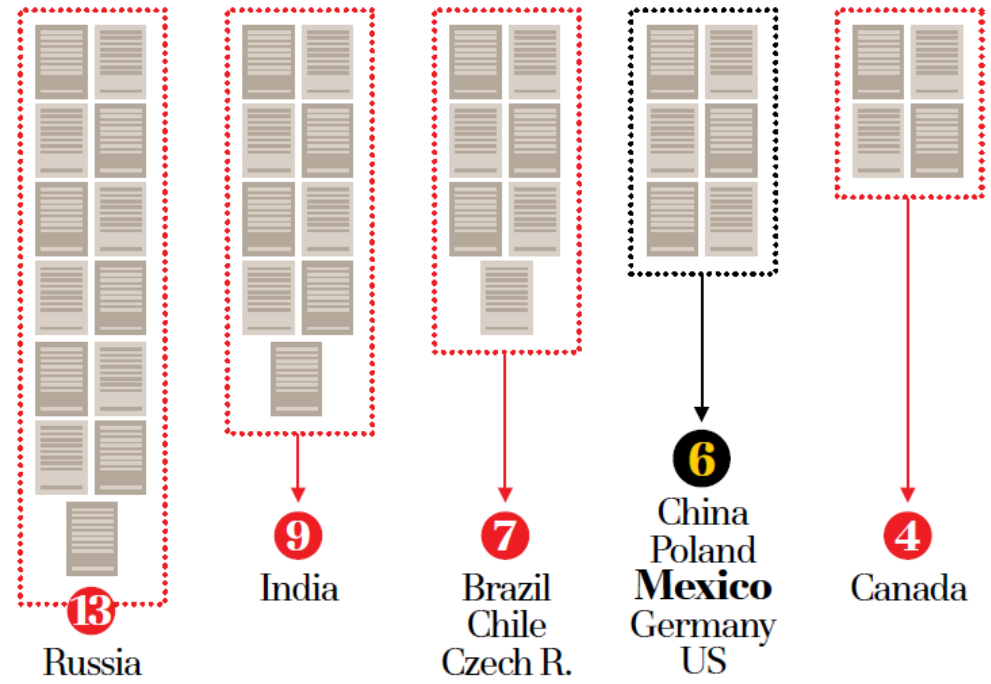 13
Russia
9
India
7
Brazil
Chile
Czech R.
6
China
Poland
Mexico
Germany
US
4
Canada